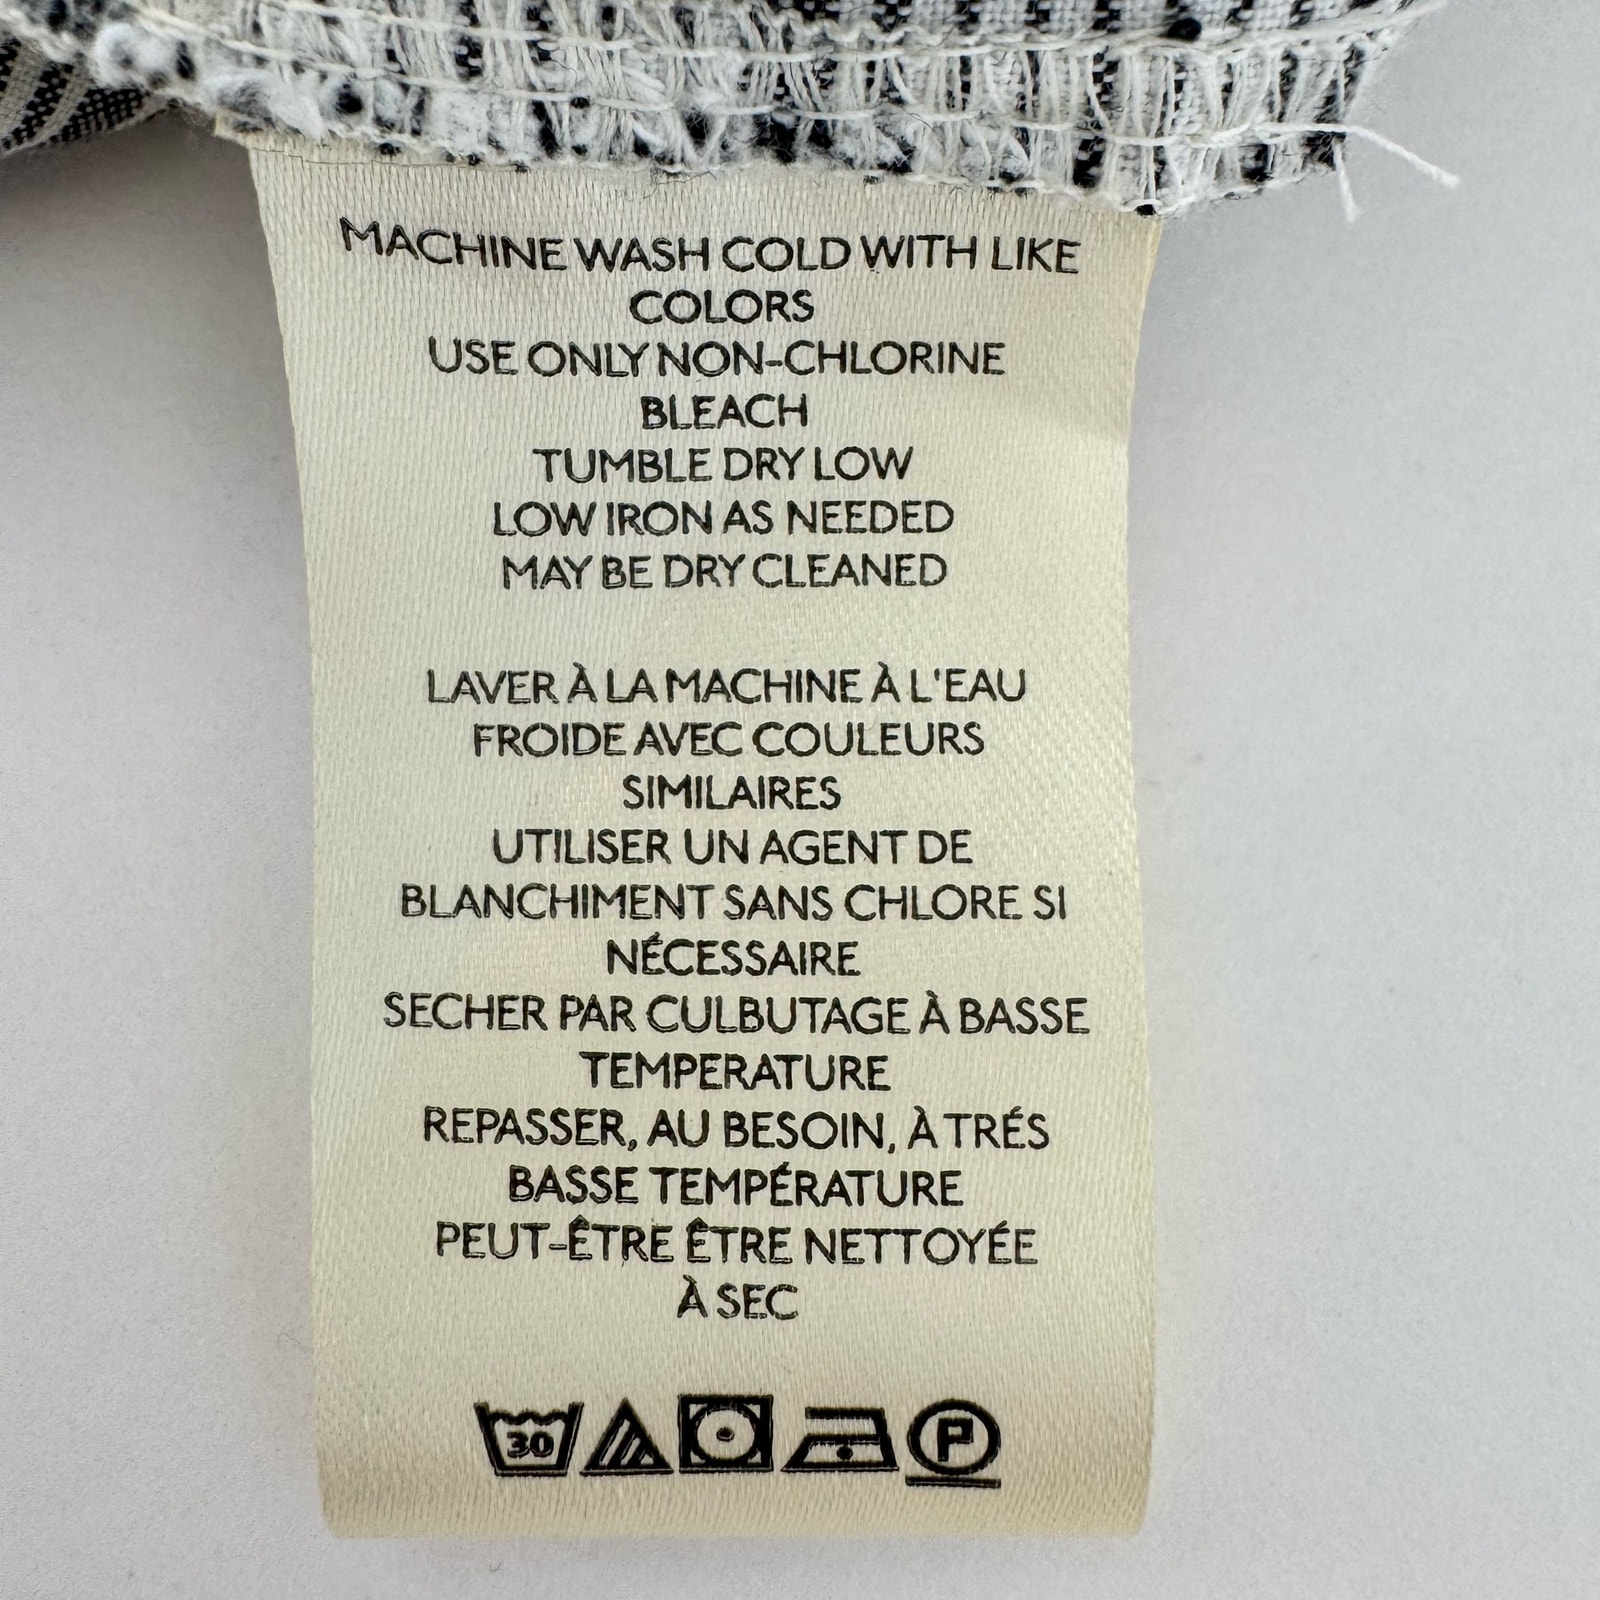 MACHINE WASH COLD WITH LIKE
COLORS
USE ONLY NON-CHLORINE
BLEACH
TUMBLE DRY LOW
LOW IRON AS NEEDED
MAY BE DRY CLEANED
LAVER À LA MACHINE À L'EAU
FROIDE AVEC COULEURS
SIMILAIRES
UTILISER UN AGENT DE
BLANCHIMENT SANS CHLORE SI
NÉCESSAIRE
SECHER PAR CULBUTAGE À BASSE
TEMPERATURE
REPASSER, AU BESOIN, À TRÉS
BASSE TEMPÉRATURE
PEUT-ÊTRE ÊTRE NETTOYÉE
À SEC
30 P